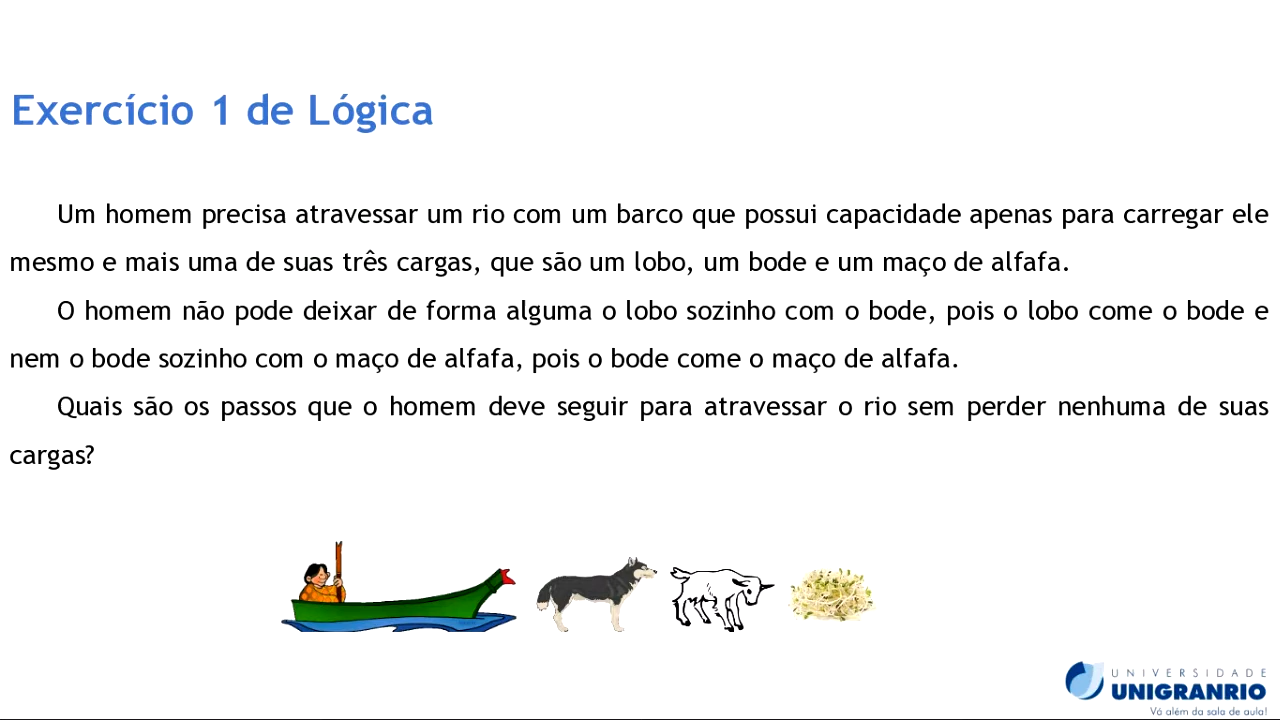 Exercício 1 de Lógica
Um homem precisa atravessar um rio com um barco que possui capacidade apenas para carregar ele
mesmo e mais uma de suas três cargas, que são um lobo, um bode e um maço de alfafa.
O homem não pode deixar de forma alguma o lobo sozinho com o bode, pois o lobo come o bode e
nem o bode sozinho com o maço de alfafa, pois o bode come o maço de alfafa.
Quais são os passos que o homem deve seguir para atravessar o rio sem perder nenhuma de suas
cargas?
UNIVERSIDADE
UNIGRANRIO
Vá além da sala de aula!